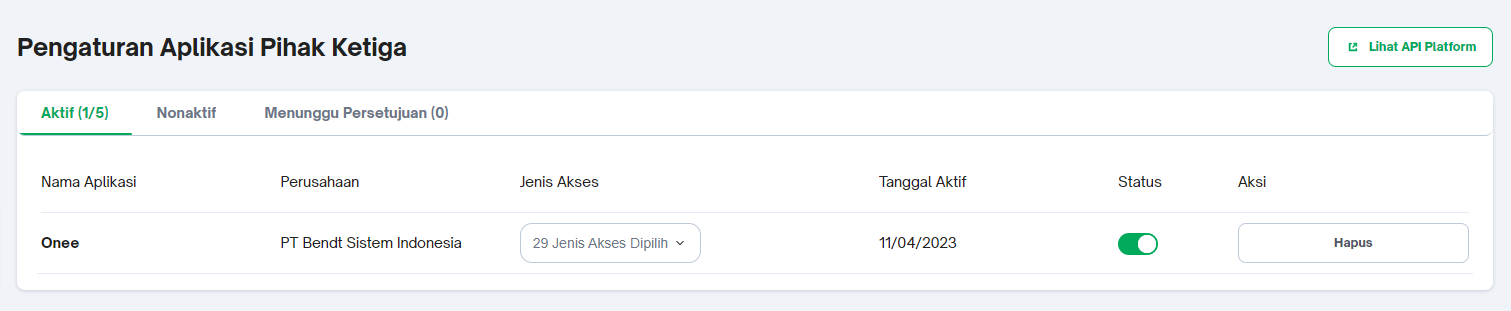 Pengaturan Aplikasi Pihak Ketiga
Lihat API Platform
Aktif (1/5) Nonaktif Menunggu Persetujuan (0)
Nama Aplikasi Perusahaan Jenis Akses Tanggal Aktif Status Aksi
Onee PT Bendt Sistem Indonesia 29 Jenis Akses Dipilih 11/04/2023 Hapus